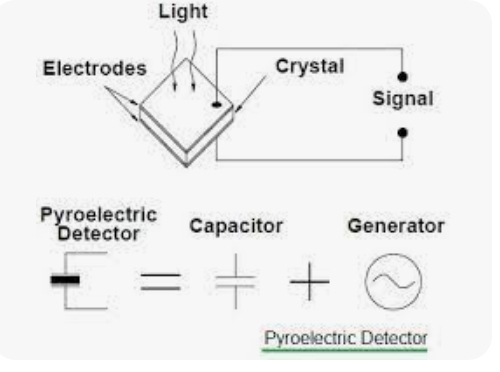 Light
Electrodes
Crystal
Signal
Pyroelectric
Detector
Capacitor
Generator
Pyroelectric Detector